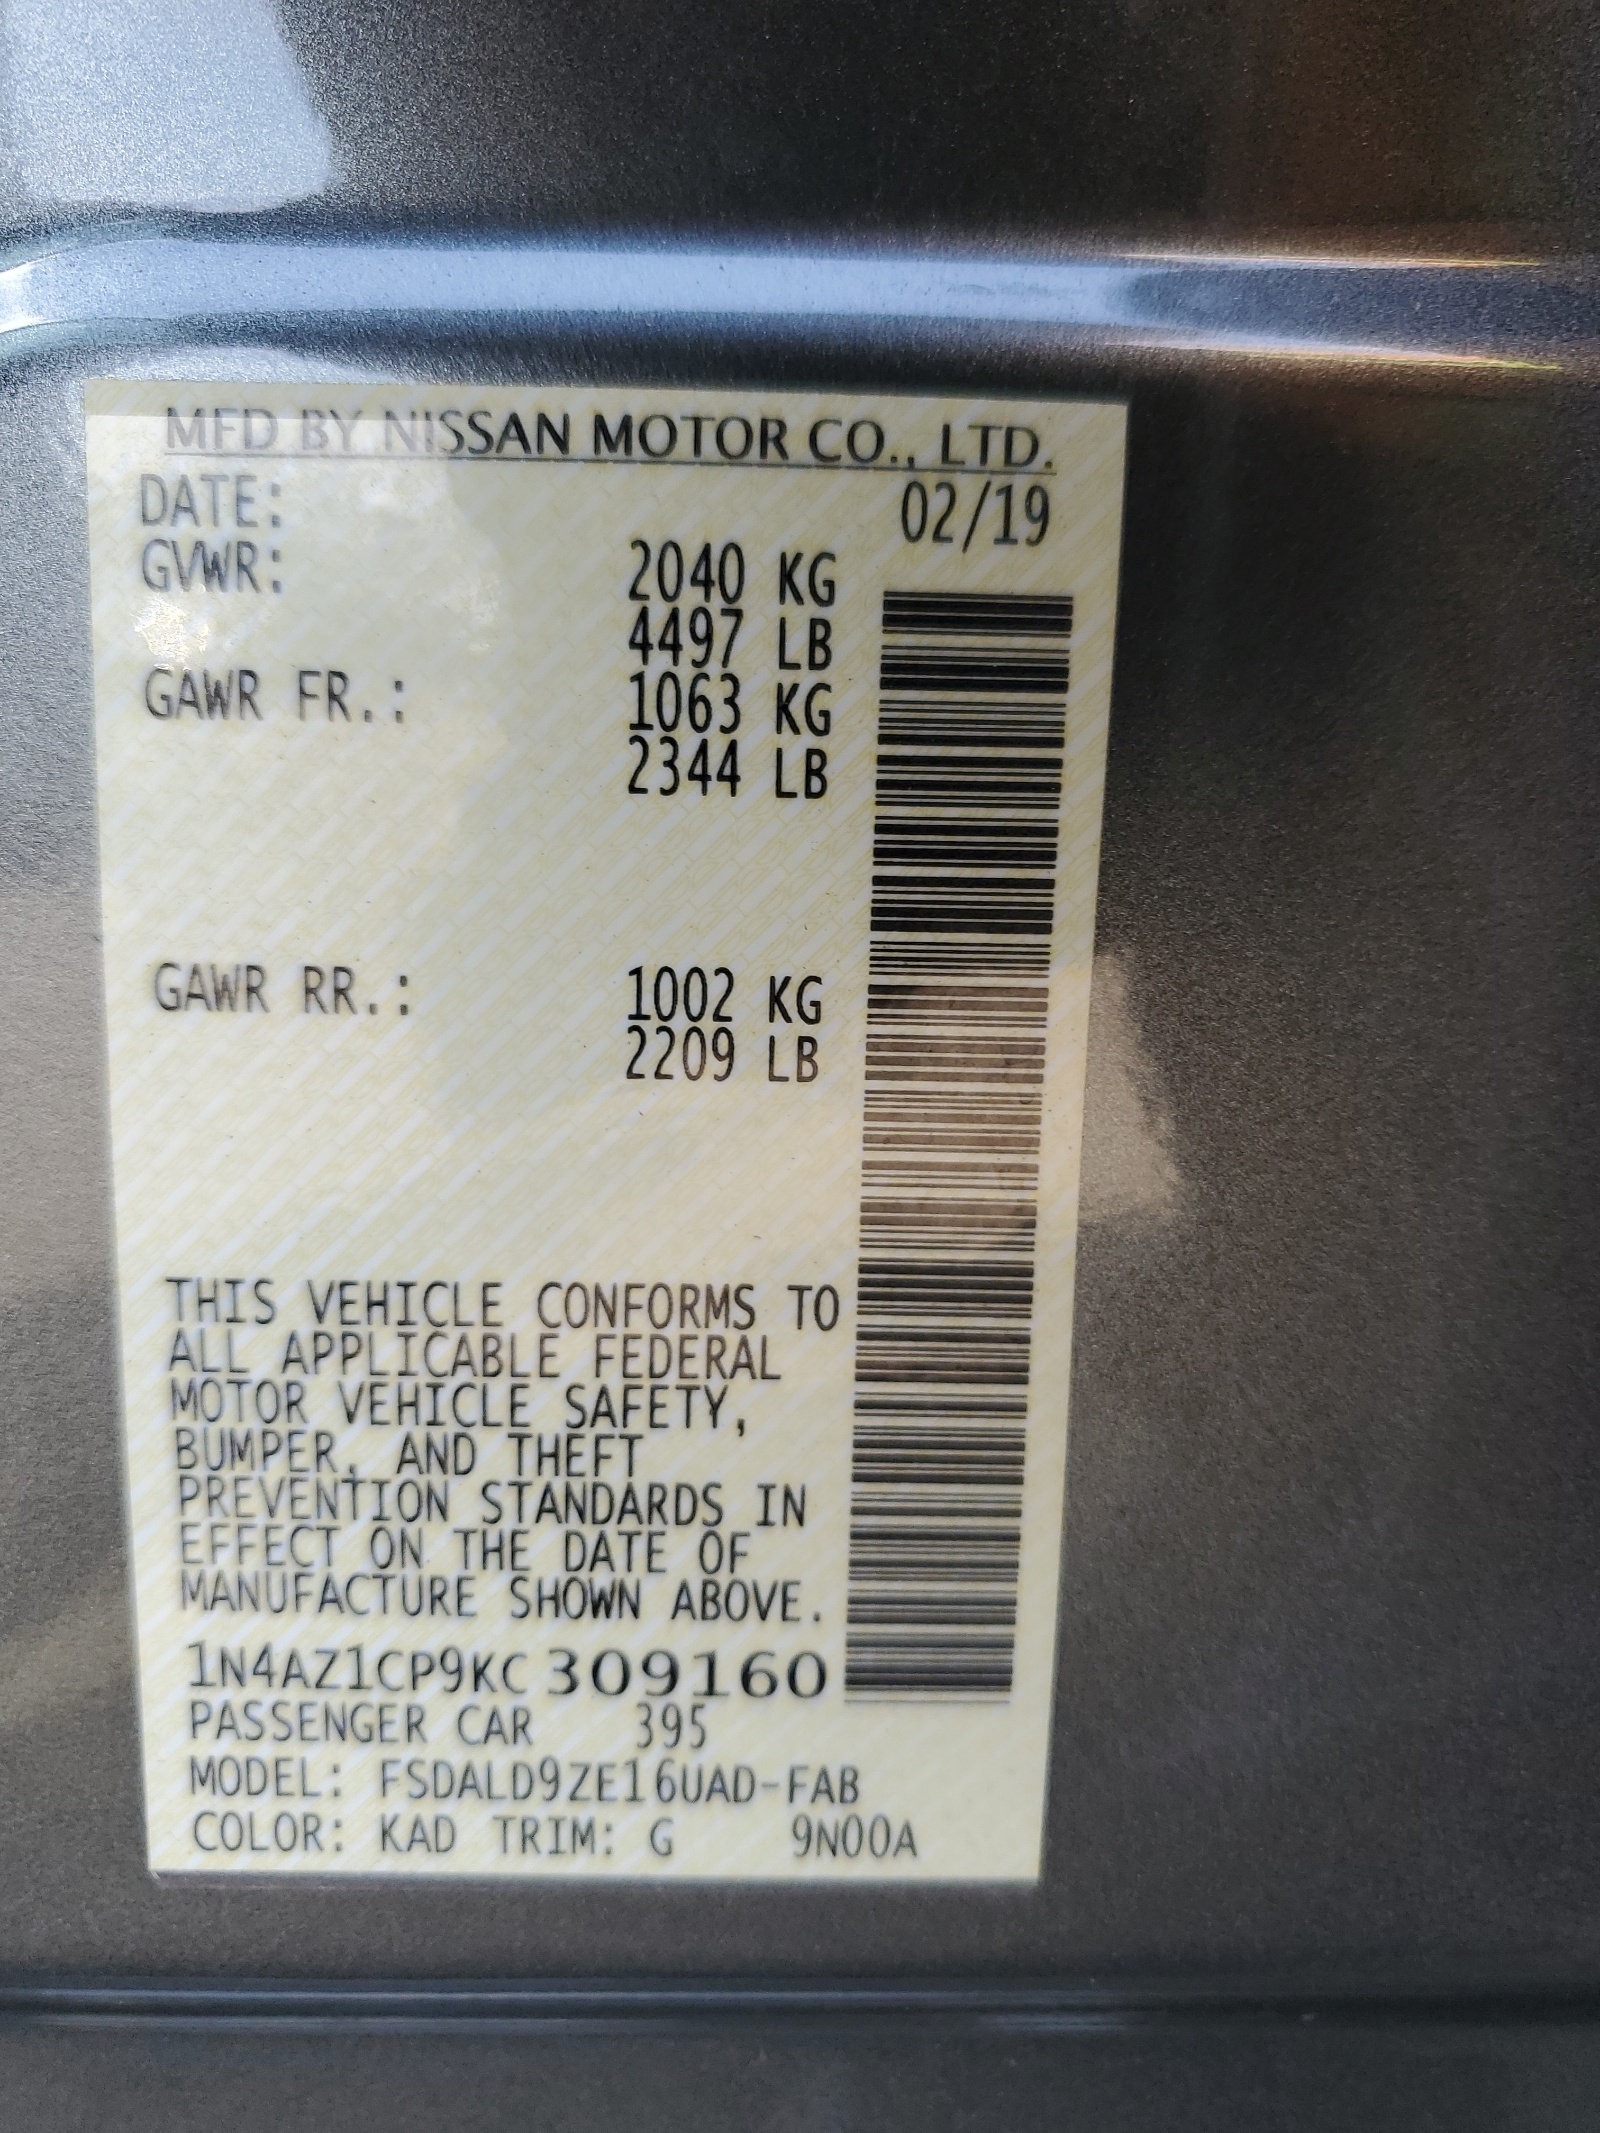 MFD BY NISSAN MOTOR CO., LTD.
DATE: 02/19
GVWR: 2040 KG
4497 LB
GAWR FR.: 1063 KG
2344 LB
GAWR RR.: 1002 KG
2209 LB
THIS VEHICLE CONFORMS TO
ALL APPLICABLE FEDERAL
MOTOR VEHICLE SAFETY,
BUMPER, AND THEFT
PREVENTION STANDARDS IN
EFFECT ON THE DATE OF
MANUFACTURE SHOWN ABOVE.
1N4AZ1CP9KC309160
PASSENGER CAR 395
MODEL: FSDALD9ZE16UAD-FAB
COLOR: KAD TRIM: G 9N00A